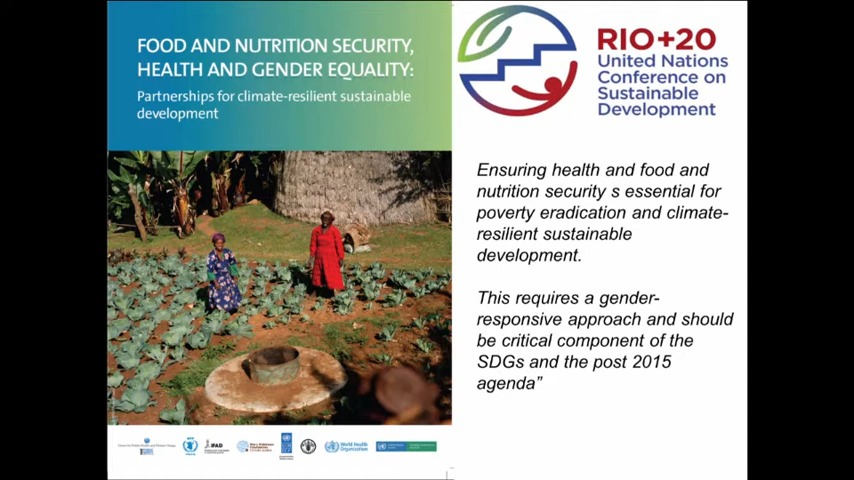 FOOD AND NUTRITION SECURITY,
HEALTH AND GENDER EQUALITY:
Partnerships for climate-resilient sustainable
development
RIO+20
United Nations
Conference on
Sustainable
Development
Ensuring health and food and
nutrition security s essential for
poverty eradication and climate-
resilient sustainable
development.
This requires a gender-
responsive approach and should
be critical component of the
SDGs and the post 2015
agenda”
WFP
IFAD
World Health
Organization